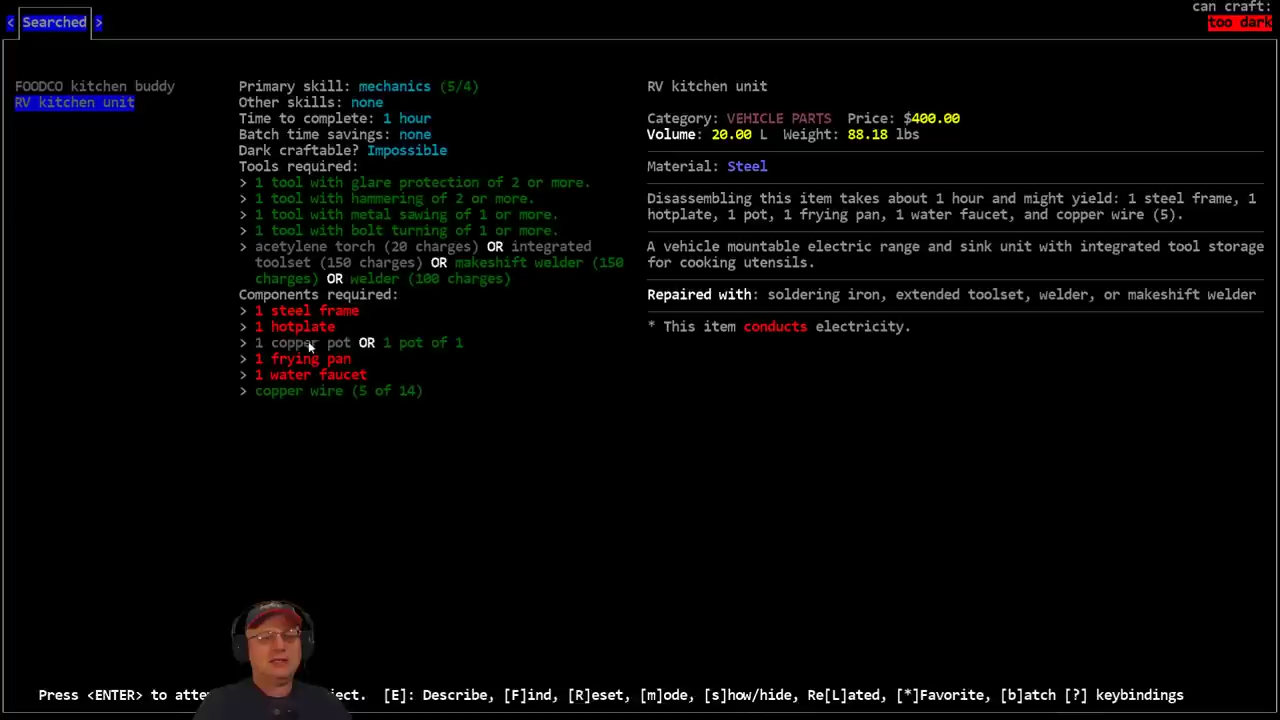 can craft:
< Searched >
too dark
FOODCO kitchen buddy
RV kitchen unit
Primary skill: mechanics (5/4)
Other skills: none
Time to complete: 1 hour
Batch time savings: none
Dark craftable? Impossible
Tools required:
> 1 tool with glare protection of 2 or more.
> 1 tool with hammering of 2 or more.
> 1 tool with metal sawing of 1 or more.
> 1 tool with bolt turning of 1 or more.
> acetylene torch (20 charges) OR integrated
toolset (150 charges) OR makeshift welder (150
charges) OR welder (100 charges)
Components required:
> 1 steel frame
> 1 hotplate
> 1 copper pot OR 1 pot of 1
> 1 frying pan
> 1 water faucet
> copper wire (5 of 14)
RV kitchen unit
Category: VEHICLE PARTS Price: $400.00
Volume: 20.00 L Weight: 88.18 lbs
Material: Steel
Disassembling this item takes about 1 hour and might yield: 1 steel frame, 1
hotplate, 1 pot, 1 frying pan, 1 water faucet, and copper wire (5).
A vehicle mountable electric range and sink unit with integrated tool storage
for cooking utensils.
Repaired with: soldering iron, extended toolset, welder, or makeshift welder
* This item conducts electricity.
Press <ENTER> to atte ject. [E]: Describe, [F]ind, [R]eset, [m]ode, [s]how/hide, Re[L]ated, [*]Favorite, [b]atch [?] keybindings